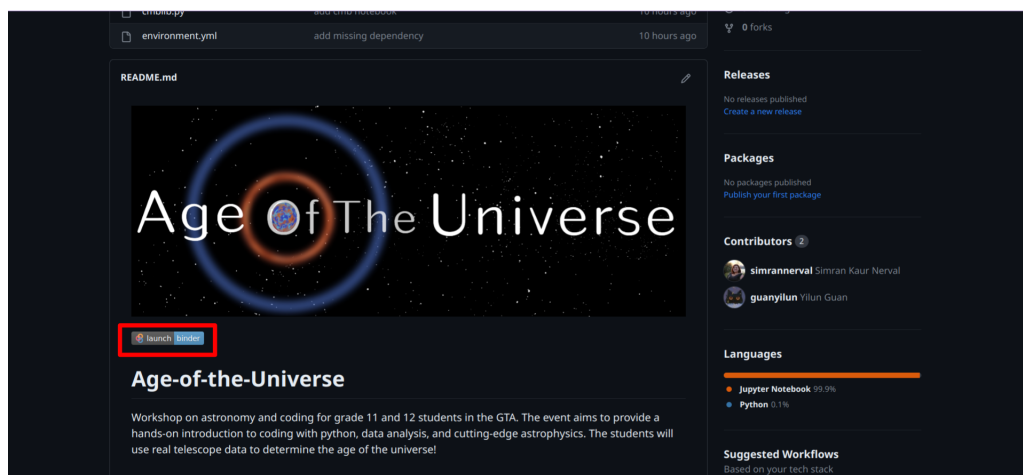 cmblib.py add cmb notebook 10 hours ago
environment.yml add missing dependency 10 hours ago
0 forks
README.md
Age Of The Universe
launch binder
Age-of-the-Universe
Workshop on astronomy and coding for grade 11 and 12 students in the GTA. The event aims to provide a
hands-on introduction to coding with python, data analysis, and cutting-edge astrophysics. The students will
use real telescope data to determine the age of the universe!
Releases
No releases published
Create a new release
Packages
No packages published
Publish your first package
Contributors 2
simrannerval Simran Kaur Nerval
guanyilun Yilun Guan
Languages
Jupyter Notebook 99.9%
Python 0.1%
Suggested Workflows
Based on your tech stack